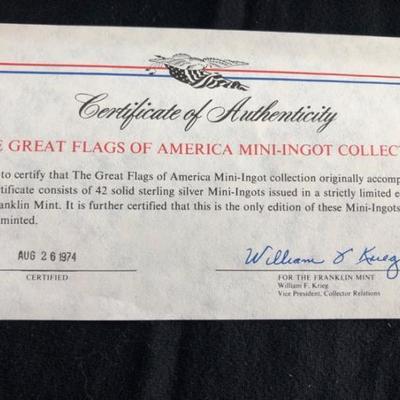 Certificate of Authenticity
E GREAT FLAGS OF AMERICA MINI-INGOT COLLECT
to certify that The Great Flags of America Mini-Ingot collection originally accomp
rtificate consists of 42 solid sterling silver Mini-Ingots issued in a strictly limited e
ranklin Mint. It is further certified that this is the only edition of these Mini-Ingots
minted.
AUG 26 1974
William F Krieg
CERTIFIED
FOR THE FRANKLIN MINT
William F. Krieg
Vice President, Collector Relations